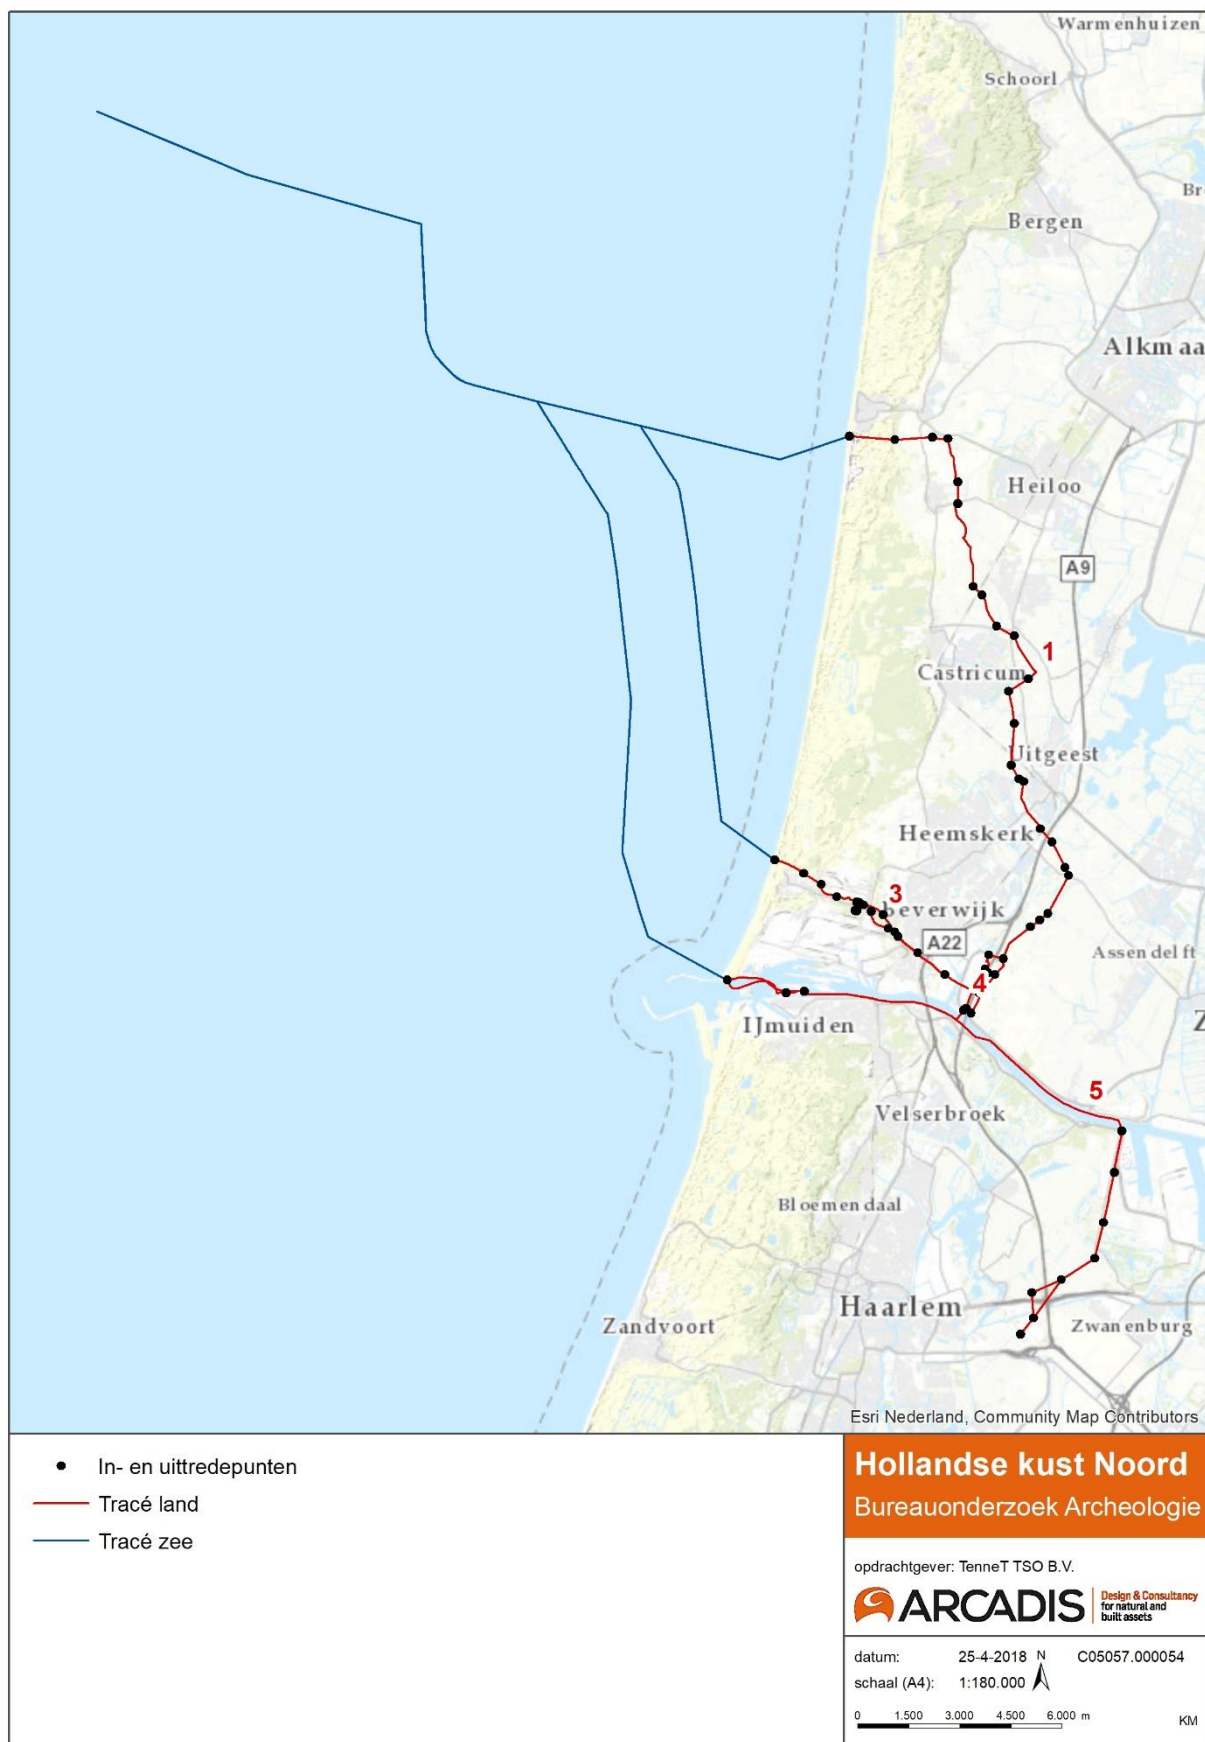 Warmenhuizen
Schoorl
Br
Bergen
Alkmaa
Heiloo
A9
1
Castricum
Uitgeest
Heemskerk
3
beverwijk
A22
Assendelft
4
Z
IJmuiden
5
Velserbroek
Bloemendaal
Haarlem
Zandvoort
Zwanenburg
Esri Nederland, Community Map Contributors
In- en uittredepunten
Tracé land
Tracé zee
Hollandse kust Noord
Bureauonderzoek Archeologie
opdrachtgever: TenneT TSO B.V.
ARCADIS
Design & Consultancy
for natural and
built assets
datum: 25-4-2018 N C05057.000054
schaal (A4): 1:180.000
0 1.500 3.000 4.500 6.000 m
KM